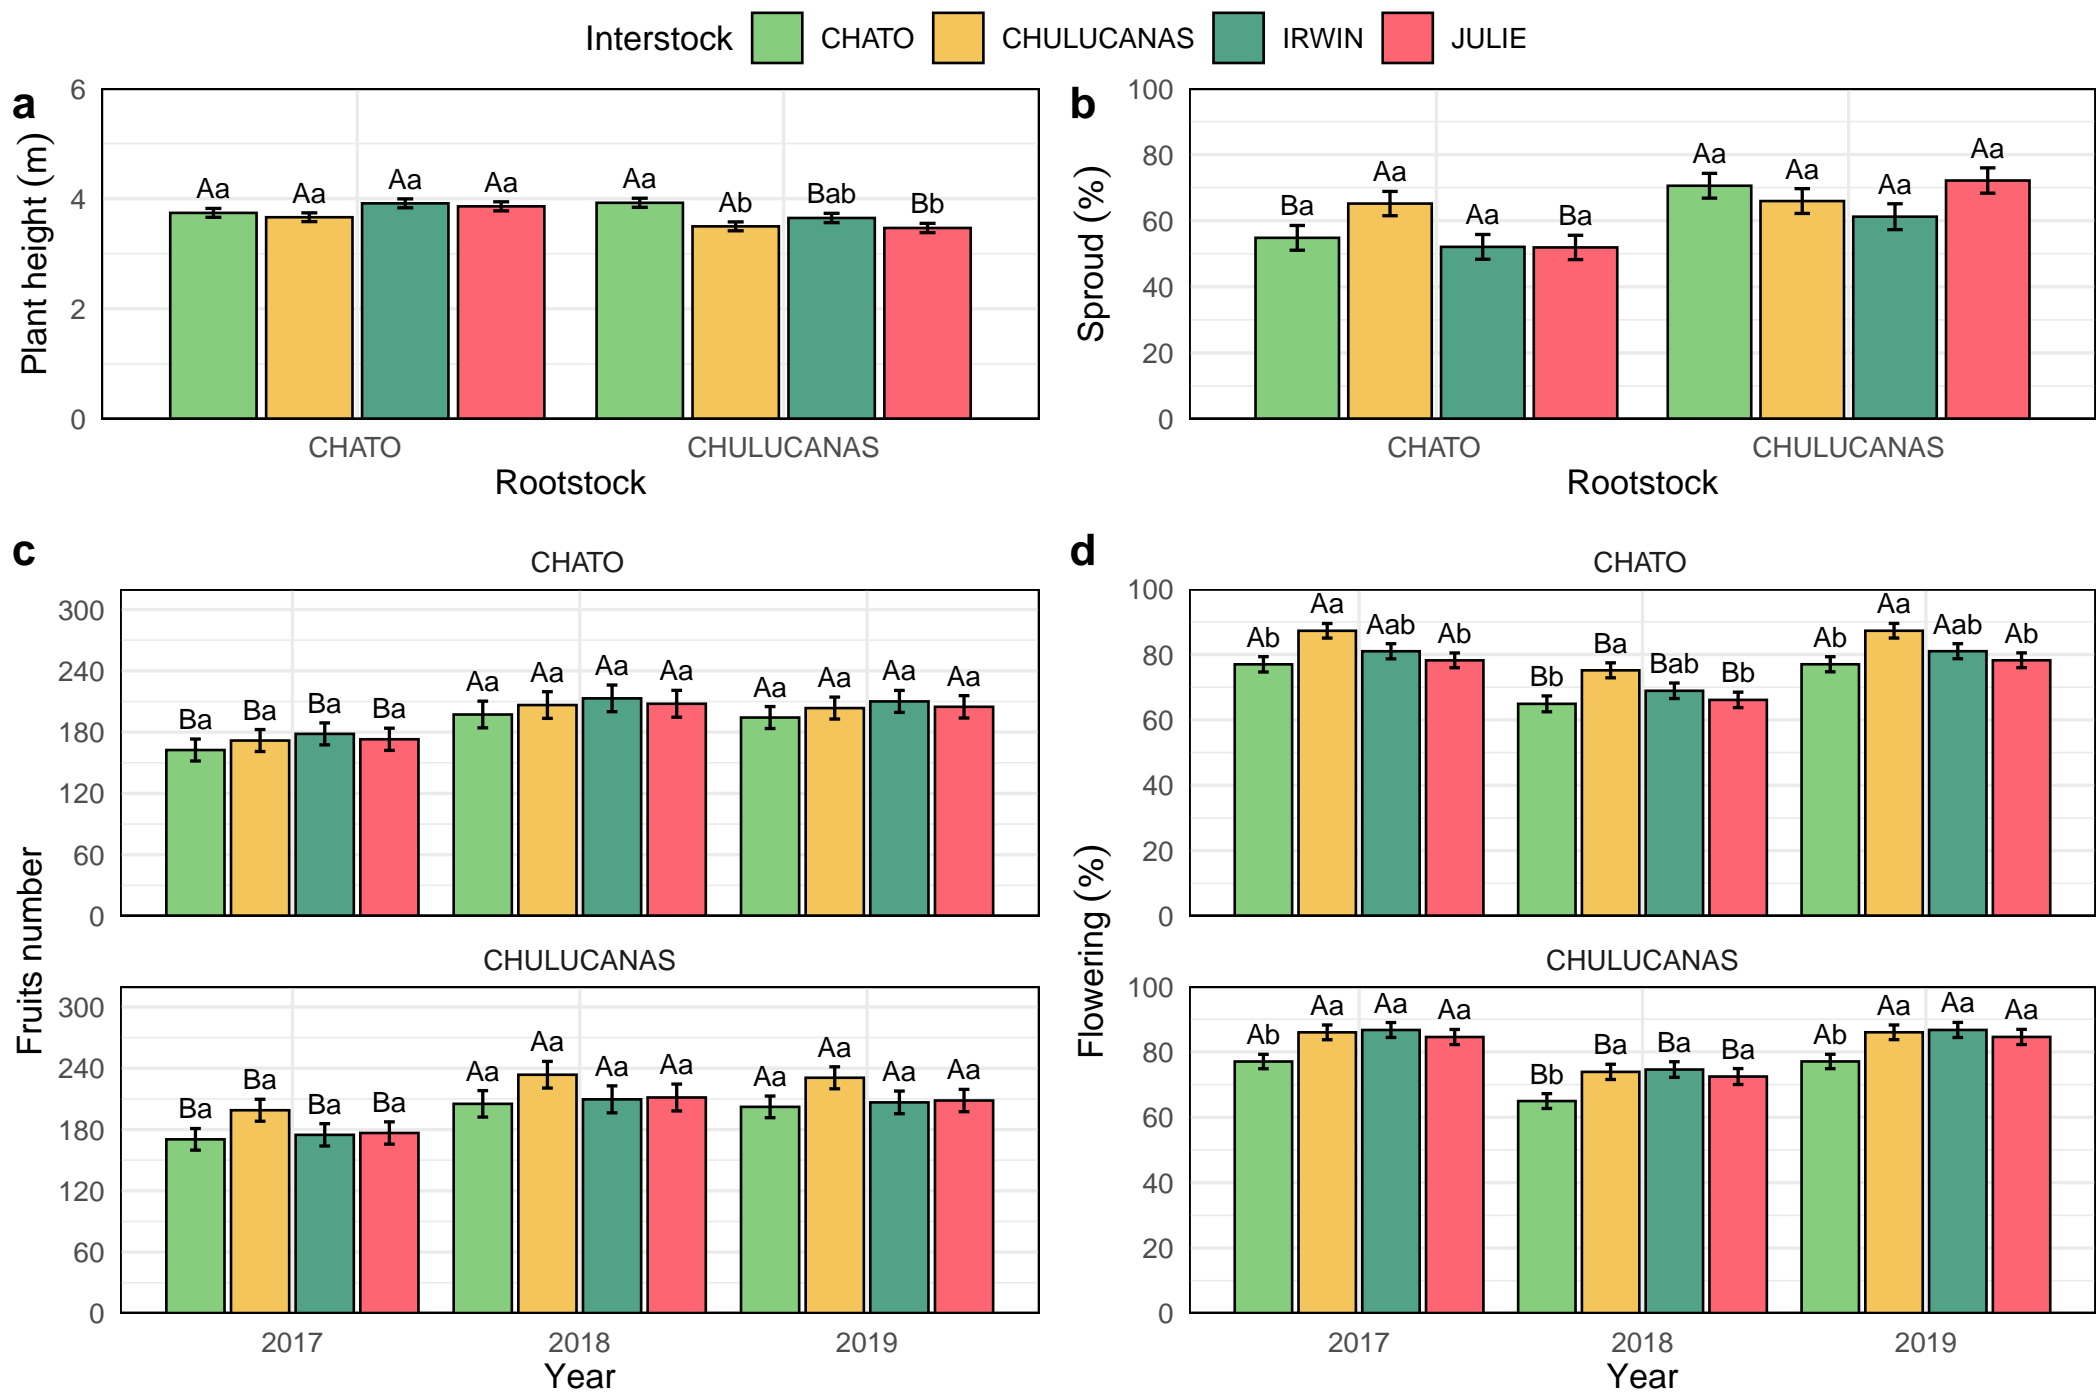 Interstock CHATO CHULUCANAS IRWIN JULIE
a
Plant height (m)
6
4
2
0
Aa Aa Aa Aa Aa Ab Bab Bb
CHATO CHULUCANAS
Rootstock
b
Sproud (%)
100
80
60
40
20
0
Ba Aa Aa Ba Aa Aa Aa Aa
CHATO CHULUCANAS
Rootstock
c
Fruits number
CHATO
300
240
180
120
60
0
Ba Ba Ba Ba Aa Aa Aa Aa Aa Aa Aa Aa
CHULUCANAS
300
240
180
120
60
0
Ba Ba Ba Ba Aa Aa Aa Aa Aa Aa Aa Aa
2017 2018 2019
Year
d
Flowering (%)
CHATO
100
80
60
40
20
0
Ab Aa Aab Ab Bb Ba Bab Bb Ab Aa Aab Ab
CHULUCANAS
100
80
60
40
20
0
Ab Aa Aa Aa Bb Ba Ba Ba Ab Aa Aa Aa
2017 2018 2019
Year